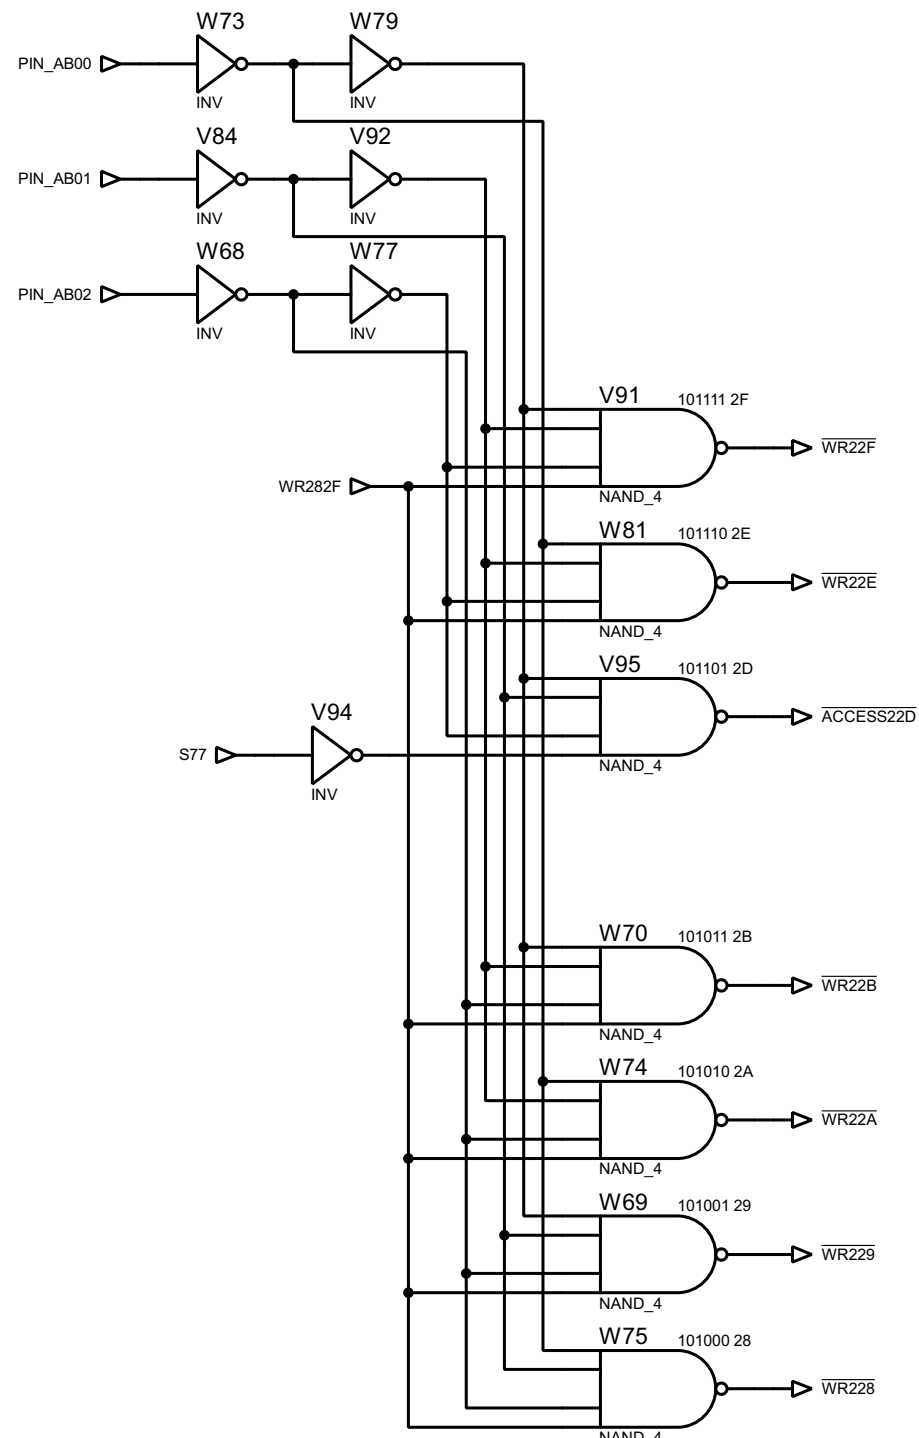 W73 W79
PIN_AB00
INV INV
V84 V92
PIN_AB01
INV INV
W68 W77
PIN_AB02
INV INV
V91 101111 2F
WR22F
WR282F
NAND_4
W81 101110 2E
WR22E
NAND_4
V95 101101 2D
V94
ACCESS22D
S77
NAND_4
INV
W70 101011 2B
WR22B
NAND_4
W74 101010 2A
WR22A
NAND_4
W69 101001 29
WR229
NAND_4
W75 101000 28
WR228
NAND_4